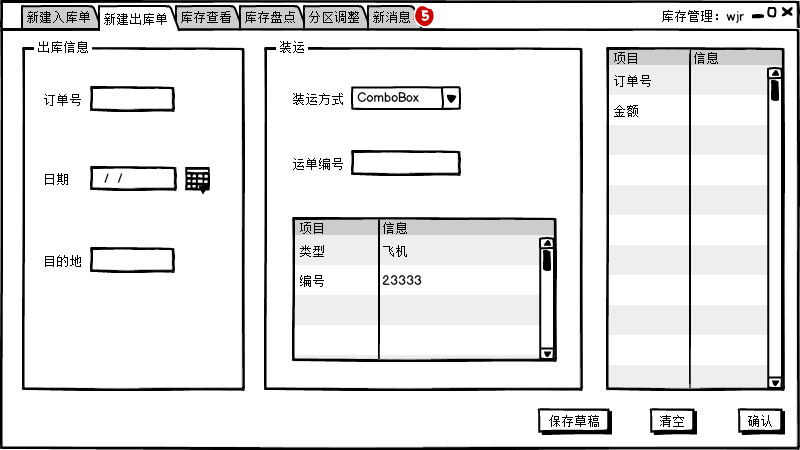 新建入库单 新建出库单 库存查看 库存盘点 分区调整 新消息 5 库存管理：wjr
出库信息
装运
项目 信息
订单号
金额
订单号
装运方式 ComboBox
运单编号
日期 / /
目的地
项目 信息
类型 飞机
编号 23333
保存草稿 清空 确认